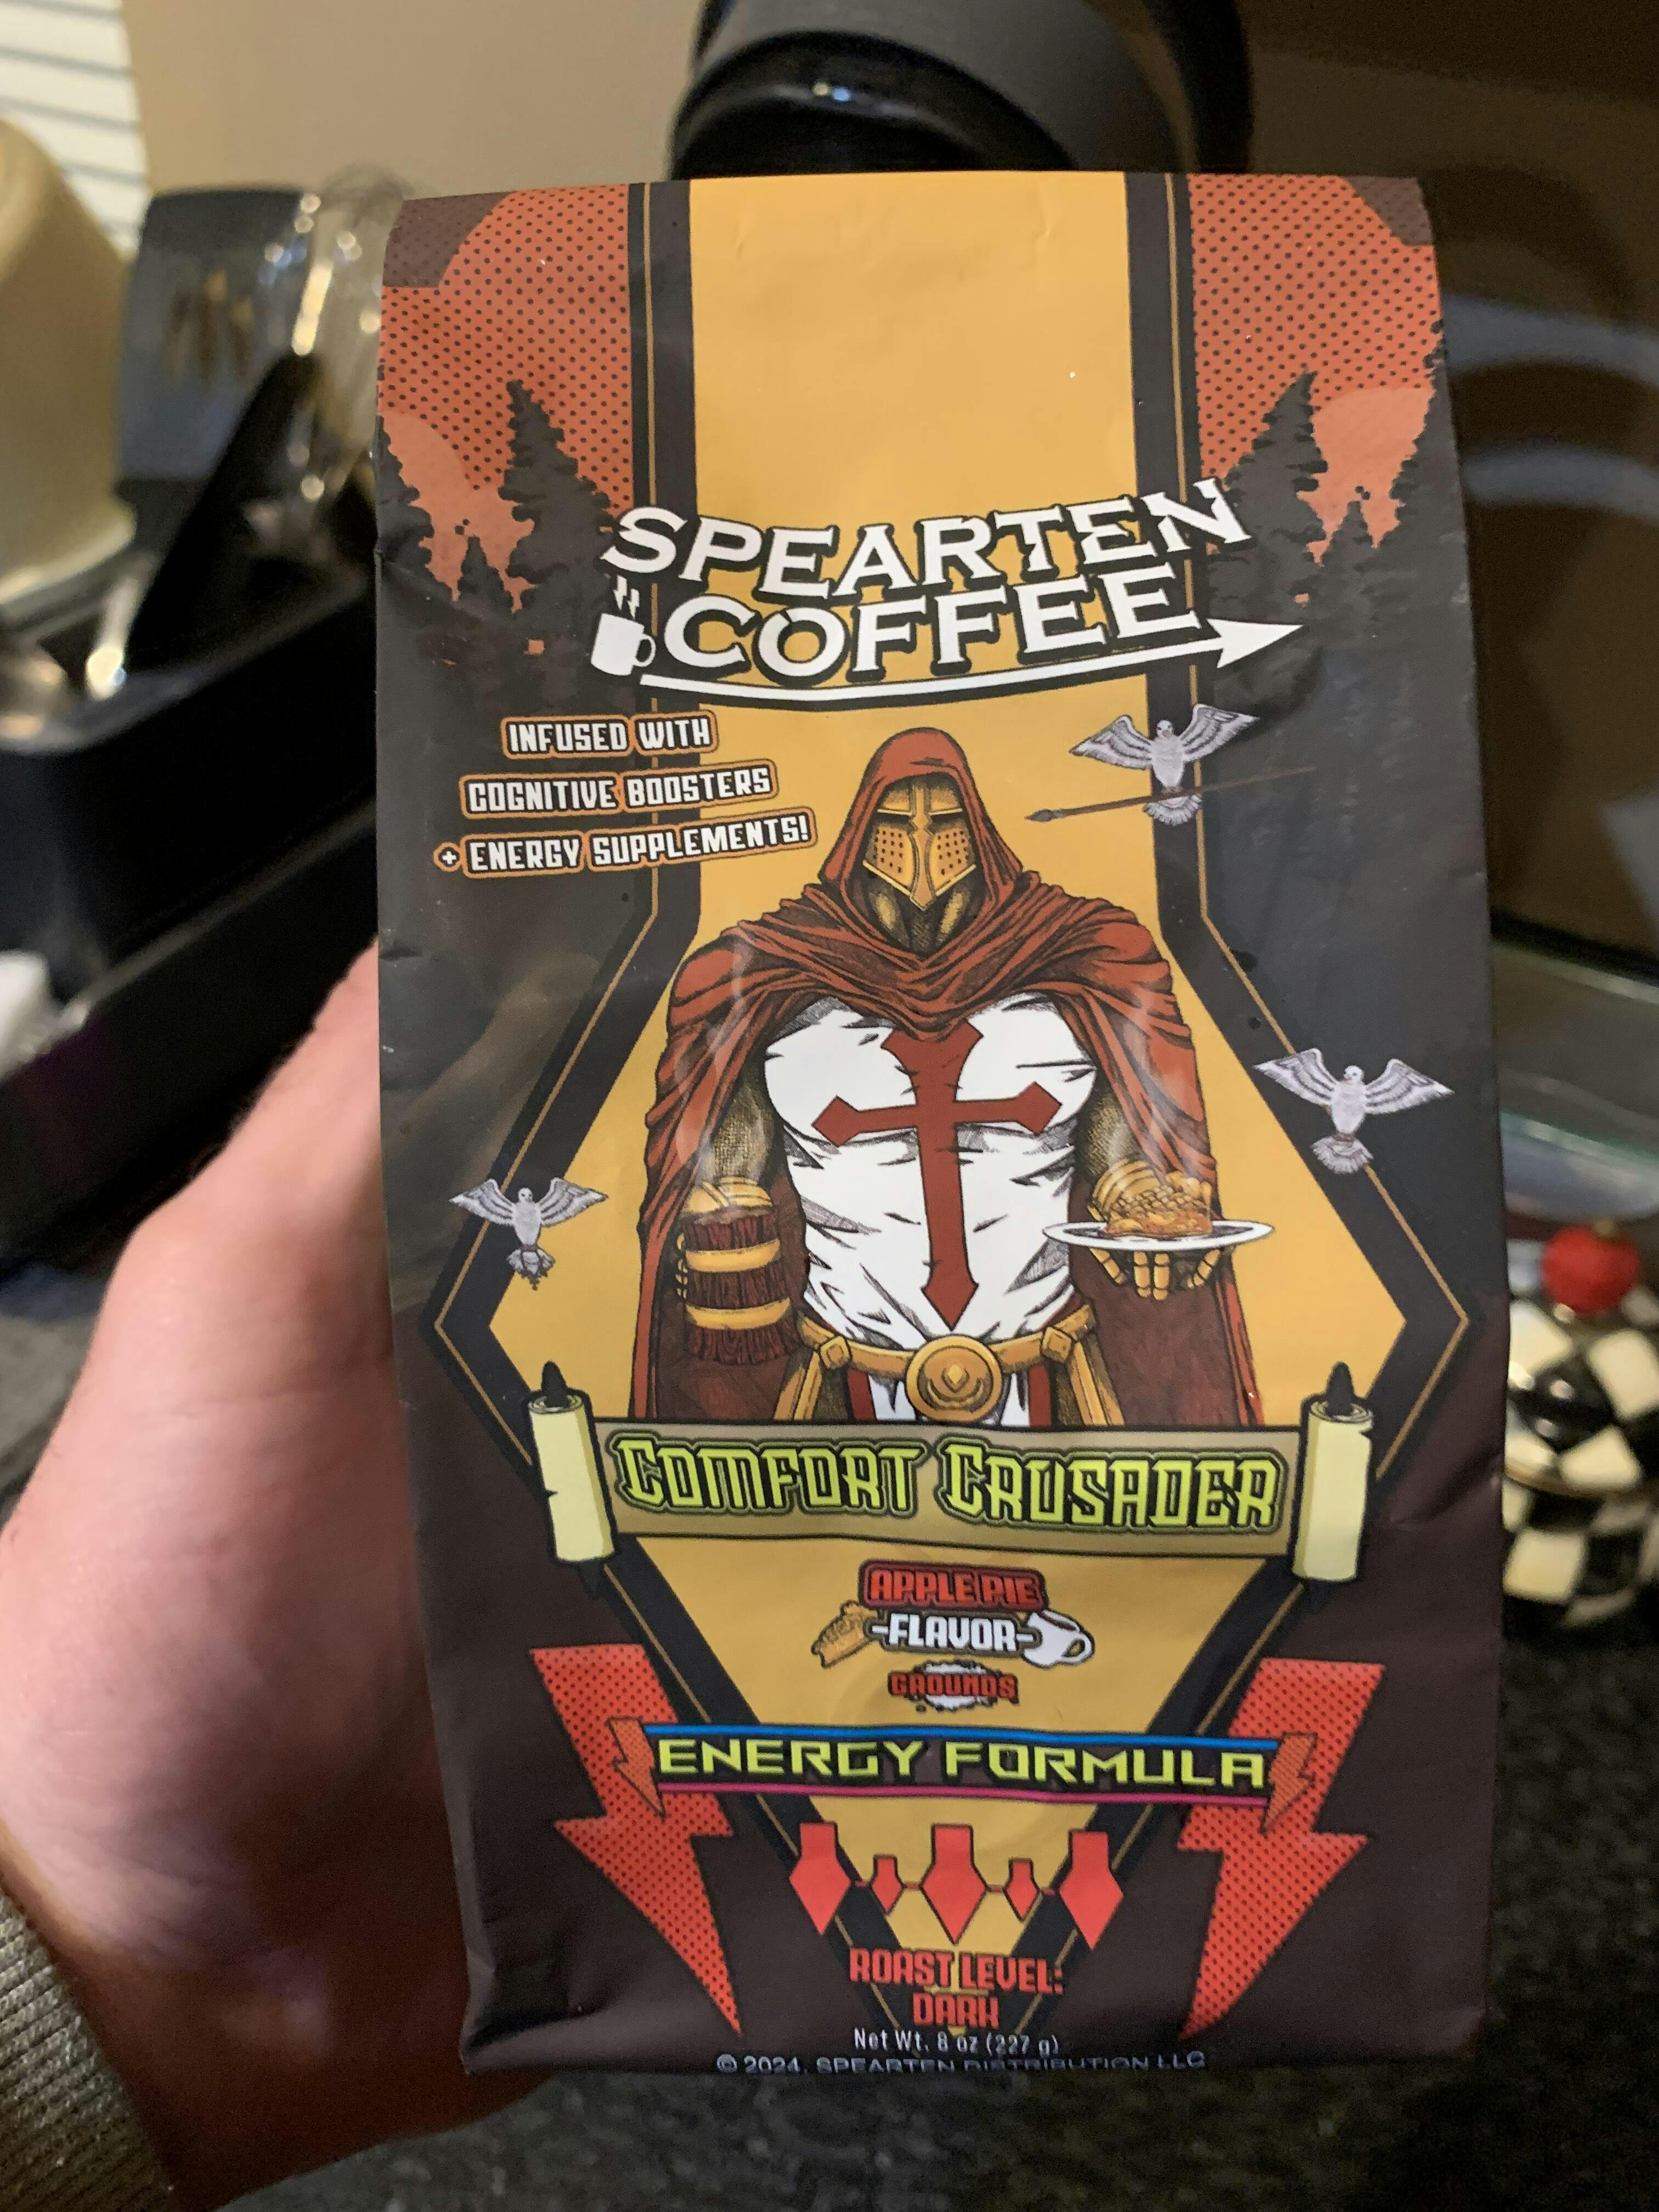 SPEARTEN
COFFEE
INFUSED WITH
COGNITIVE BOOSTERS
+ ENERGY SUPPLEMENTS!
COMFORT CRUSADER
APPLE PIE
-FLAVOR-
GROUNDS
ENERGY FORMULA
ROAST LEVEL:
DARK
Net Wt. 8 oz (227 g)
© 2024, SPEARTEN DISTRIBUTION LLC